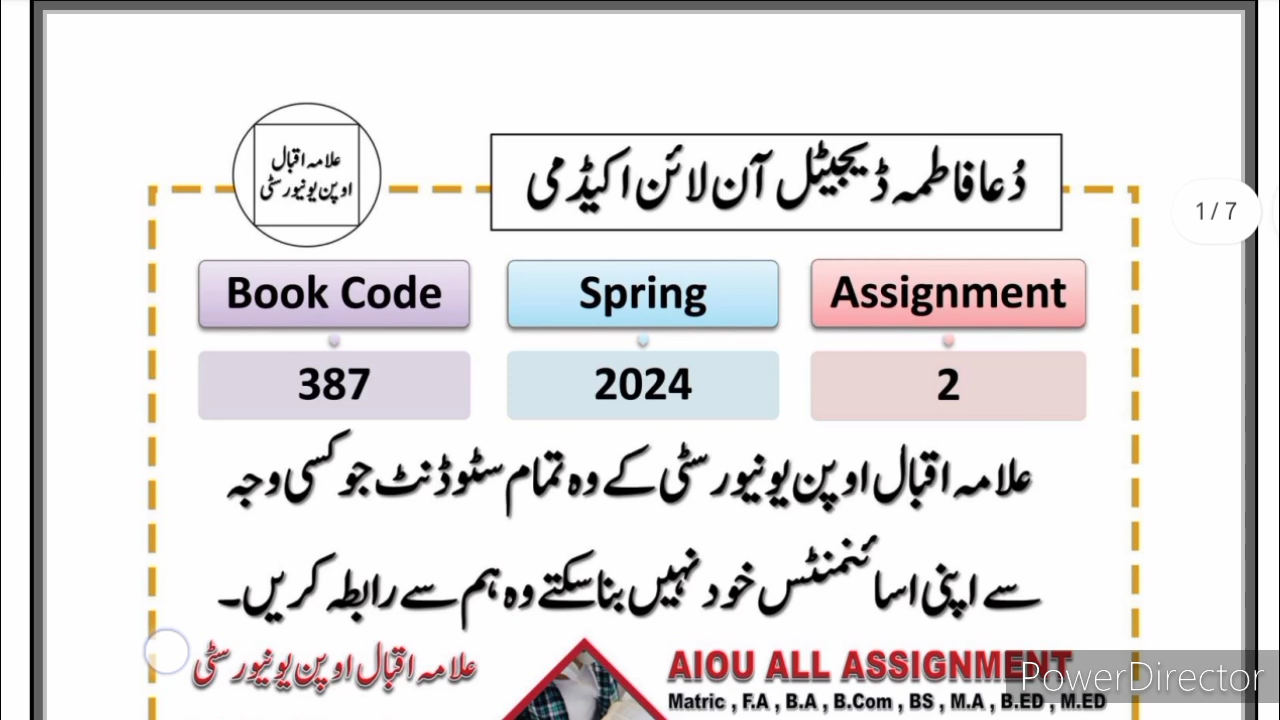 علامہ اقبال
اوپن یونیورسٹی
دُعا فاطمہ ڈیجیٹل آن لائن اکیڈمی
1 / 7
Book Code
Spring
Assignment
387
2024
2
علامہ اقبال اوپن یونیورسٹی کے وہ تمام سٹوڈنٹ جو کسی وجہ
سے اپنی اسائنمنٹس خود نہیں بنا سکتے وہ ہم سے رابطہ کریں۔
علامہ اقبال اوپن یونیورسٹی
AIOU ALL ASSIGNMENT
Matric , F.A , B.A , B.Com , BS , M.A , B.ED , M.ED
PowerDirector